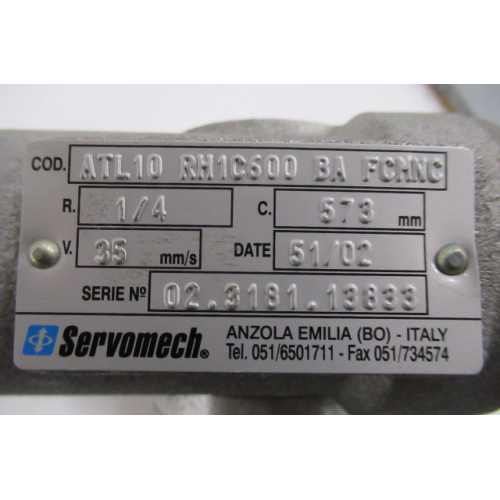 COD. ATL10 RH1C600 BA FCMNC
R. 1/4 C. 573 mm
V. 35 mm/s DATE 51/02
SERIE Nº 02.3181.13833
Servomech® ANZOLA EMILIA (BO) - ITALY
Tel. 051/6501711 - Fax 051/734574